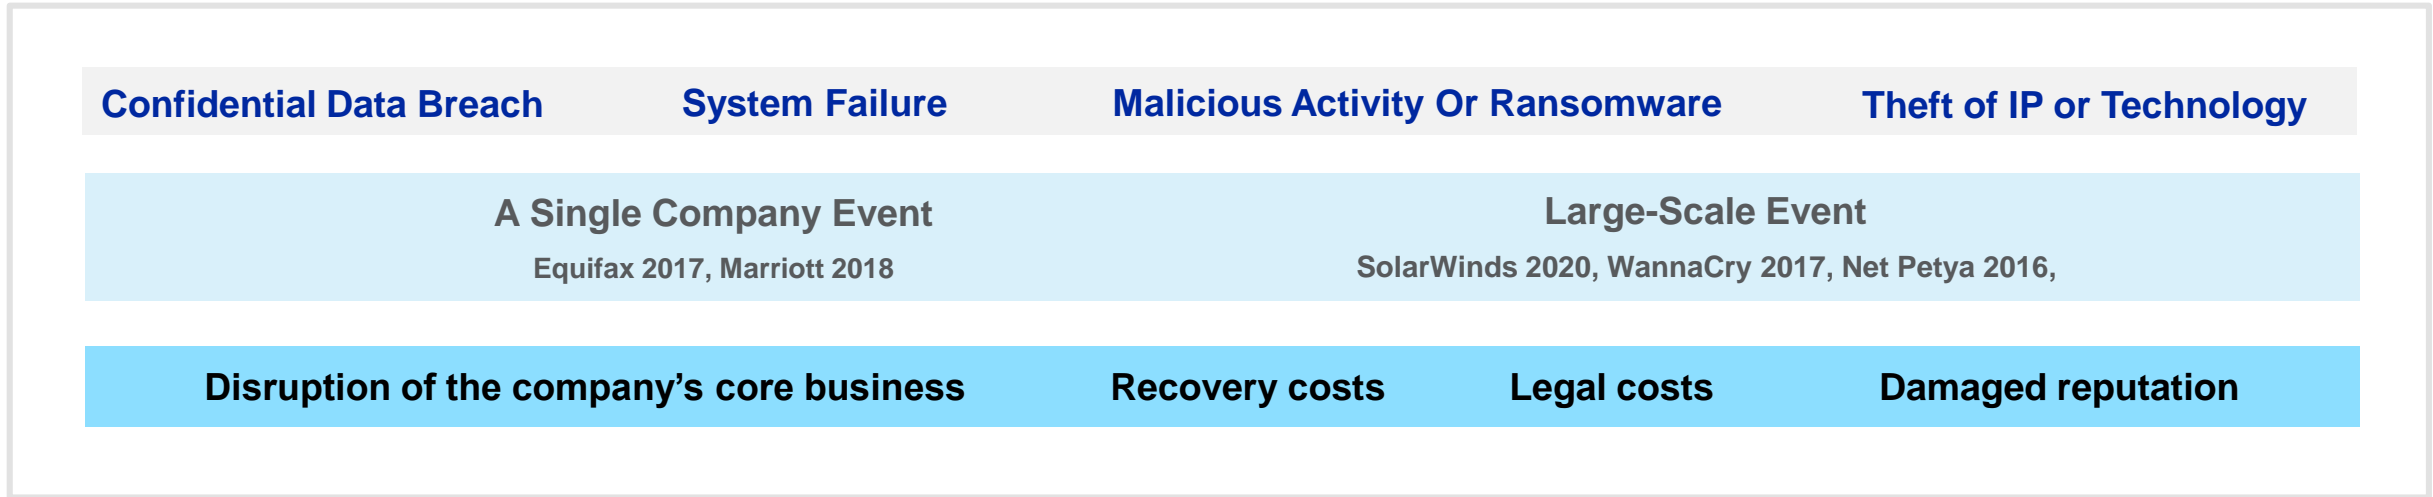 Confidential Data Breach System Failure Malicious Activity Or Ransomware Theft of IP or Technology
A Single Company Event Large-Scale Event
Equifax 2017, Marriott 2018 SolarWinds 2020, WannaCry 2017, Net Petya 2016,
Disruption of the company’s core business Recovery costs Legal costs Damaged reputation